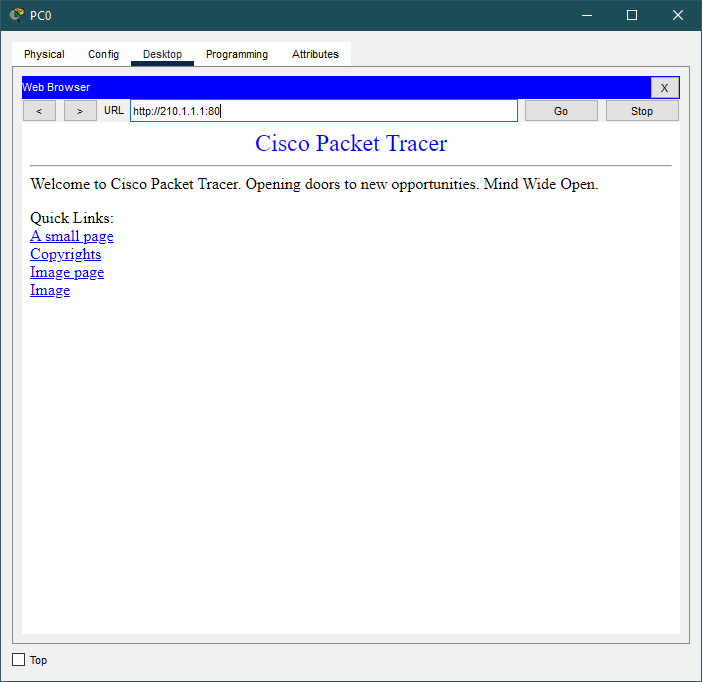 PC0
Physical Config Desktop Programming Attributes
Web Browser X
< > URL http://210.1.1.1:80 Go Stop
Cisco Packet Tracer
Welcome to Cisco Packet Tracer. Opening doors to new opportunities. Mind Wide Open.
Quick Links:
A small page
Copyrights
Image page
Image
Top